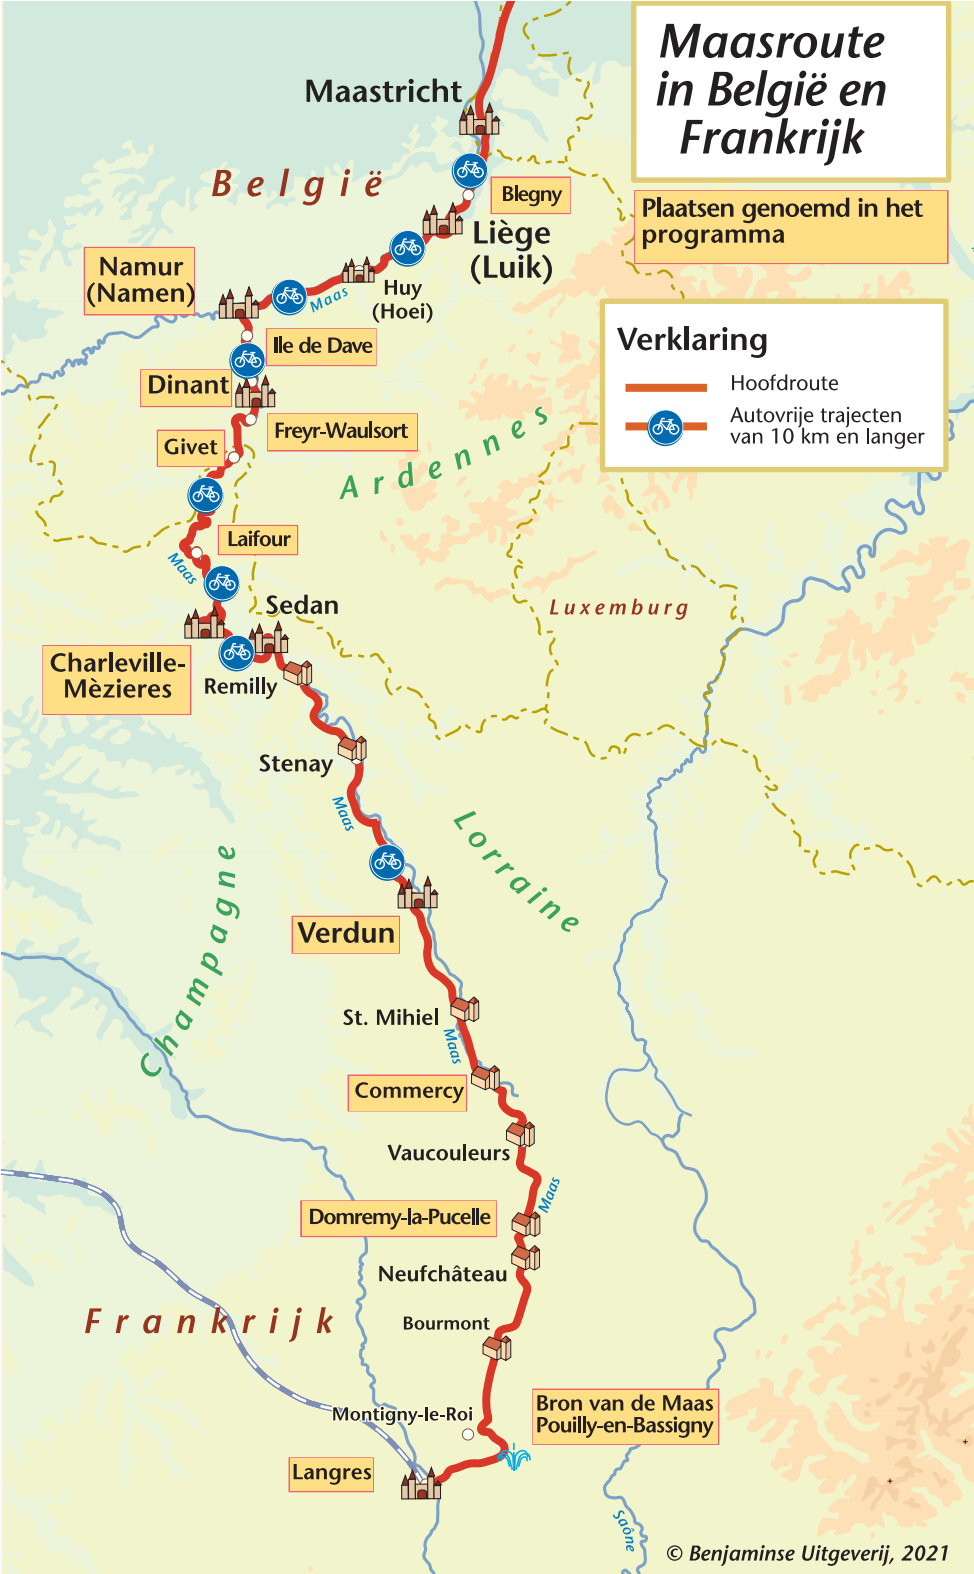 Maasroute
in België en
Frankrijk
Plaatsen genoemd in het
programma
Verklaring
Hoofdroute
Autovrije trajecten
van 10 km en langer
Maastricht
België
Blegny
Liège
(Luik)
Namur
(Namen)
Maas
Huy
(Hoei)
Ile de Dave
Dinant
Freyr-Waulsort
Givet
Ardennes
Laifour
Maas
Luxemburg
Sedan
Charleville-
Mèzieres
Remilly
Stenay
Maas
Lorraine
Champagne
Verdun
St. Mihiel
Maas
Commercy
Vaucouleurs
Maas
Domremy-la-Pucelle
Neufchâteau
Frankrijk
Bourmont
Bron van de Maas
Pouilly-en-Bassigny
Montigny-le-Roi
Langres
Saône
© Benjaminse Uitgeverij, 2021